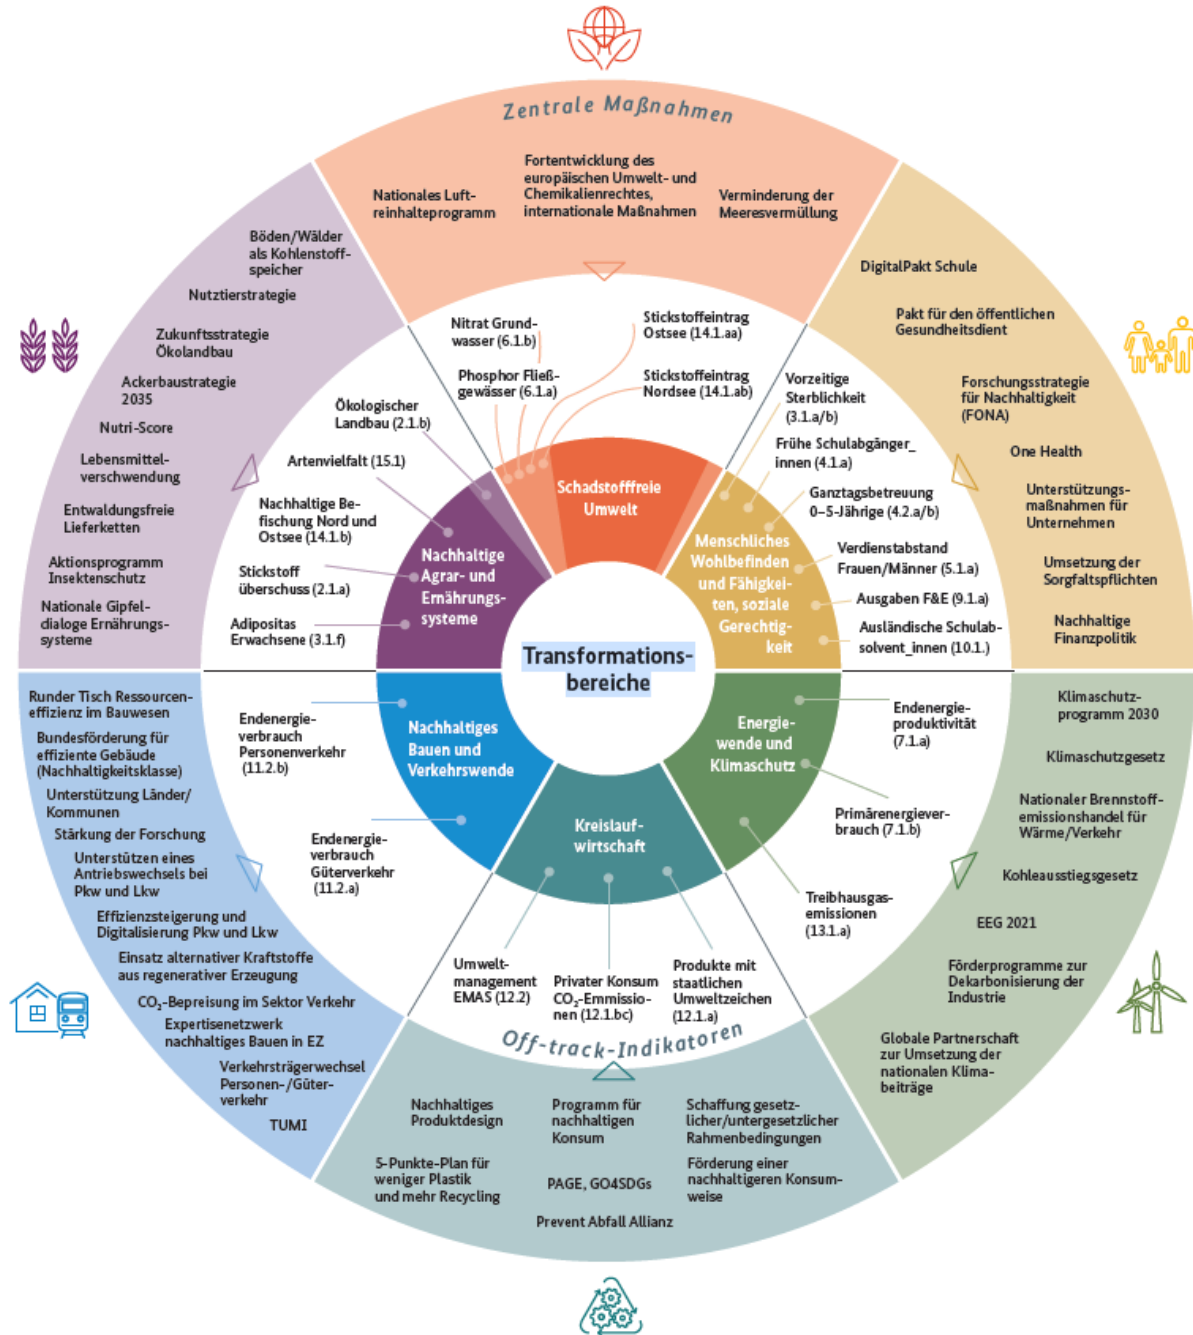 Zentrale Maßnahmen
Nationales Luft-
reinhalteprogramm
Fortentwicklung des
europäischen Umwelt- und
Chemikalienrechtes,
internationale Maßnahmen
Verminderung der
Meeresvermüllung
DigitalPakt Schule
Pakt für den öffentlichen
Gesundheitsdient
Forschungsstrategie
für Nachhaltigkeit
(FONA)
One Health
Unterstützungs-
maßnahmen für
Unternehmen
Umsetzung der
Sorgfaltspflichten
Nachhaltige
Finanzpolitik
Klimaschutz-
programm 2030
Klimaschutzgesetz
Nationaler Brennstoff-
emissionshandel für
Wärme/Verkehr
Kohleausstiegsgesetz
EEG 2021
Förderprogramme zur
Dekarbonisierung der
Industrie
Globale Partnerschaft
zur Umsetzung der
nationalen Klima-
beiträge
Nachhaltiges
Produktdesign
Programm für
nachhaltigen
Konsum
Schaffung gesetz-
licher/untergesetzlicher
Rahmenbedingungen
5-Punkte-Plan für
weniger Plastik
und mehr Recycling
PAGE, GO4SDGs
Förderung einer
nachhaltigeren Konsum-
weise
Prevent Abfall Allianz
Runder Tisch Ressourcen-
effizienz im Bauwesen
Bundesförderung für
effiziente Gebäude
(Nachhaltigkeitsklasse)
Unterstützung Länder/
Kommunen
Stärkung der Forschung
Unterstützen eines
Antriebswechsels bei
Pkw und Lkw
Effizienzsteigerung und
Digitalisierung Pkw und Lkw
Einsatz alternativer Kraftstoffe
aus regenerativer Erzeugung
CO₂-Bepreisung im Sektor Verkehr
Expertisenetzwerk
nachhaltiges Bauen in EZ
Verkehrsträgerwechsel
Personen-/Güter-
verkehr
TUMI
Böden/Wälder
als Kohlenstoff-
speicher
Nutztierstrategie
Zukunftsstrategie
Ökolandbau
Ackerbaustrategie
2035
Nutri-Score
Lebensmittel-
verschwendung
Entwaldungsfreie
Lieferketten
Aktionsprogramm
Insektenschutz
Nationale Gipfel-
dialoge Ernährungs-
systeme
Nitrat Grund-
wasser (6.1.b)
Phosphor Fließ-
gewässer (6.1.a)
Stickstoffeintrag
Ostsee (14.1.aa)
Stickstoffeintrag
Nordsee (14.1.ab)
Vorzeitige
Sterblichkeit
(3.1.a/b)
Frühe Schulabgänger_
innen (4.1.a)
Ganztagsbetreuung
0–5-Jährige (4.2.a/b)
Verdienstabstand
Frauen/Männer (5.1.a)
Ausgaben F&E (9.1.a)
Ausländische Schulab-
solvent_innen (10.1.)
Endenergie-
produktivität
(7.1.a)
Primärenergiever-
brauch (7.1.b)
Treibhausgas-
emissionen
(13.1.a)
Produkte mit
staatlichen
Umweltzeichen
(12.1.a)
Privater Konsum
CO₂-Emmissio-
nen (12.1.bc)
Umwelt-
management
EMAS (12.2)
Off-track-Indikatoren
Endenergie-
verbrauch
Güterverkehr
(11.2.a)
Endenergie-
verbrauch
Personenverkehr
(11.2.b)
Adipositas
Erwachsene (3.1.f)
Stickstoff
überschuss (2.1.a)
Nachhaltige Be-
fischung Nord und
Ostsee (14.1.b)
Artenvielfalt (15.1)
Ökologischer
Landbau (2.1.b)
Schadstofffreie
Umwelt
Menschliches
Wohlbefinden
und Fähigkei-
ten, soziale
Gerechtig-
keit
Energie-
wende und
Klimaschutz
Kreislauf-
wirtschaft
Nachhaltiges
Bauen und
Verkehrswende
Nachhaltige
Agrar- und
Ernährungs-
systeme
Transformations-
bereiche